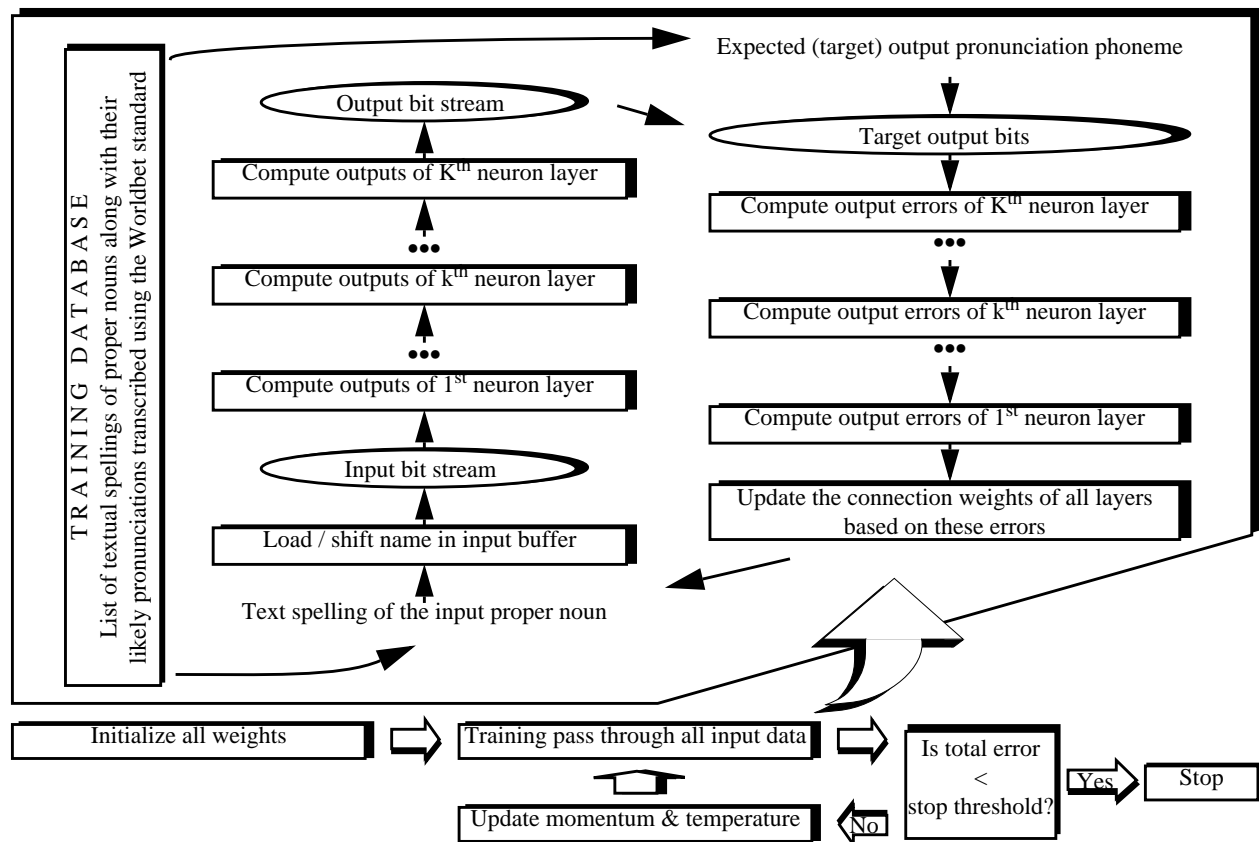 TRAINING DATABASE
List of textual spellings of proper nouns along with their
likely pronunciations transcribed using the Worldbet standard
Expected (target) output pronunciation phoneme
Output bit stream
Target output bits
Compute outputs of Kth neuron layer
Compute output errors of Kth neuron layer
•••
•••
Compute outputs of kth neuron layer
Compute output errors of kth neuron layer
•••
•••
Compute outputs of 1st neuron layer
Compute output errors of 1st neuron layer
Input bit stream
Update the connection weights of all layers
based on these errors
Load / shift name in input buffer
Text spelling of the input proper noun
Initialize all weights
Training pass through all input data
Is total error
<
stop threshold?
Yes
Stop
No
Update momentum & temperature